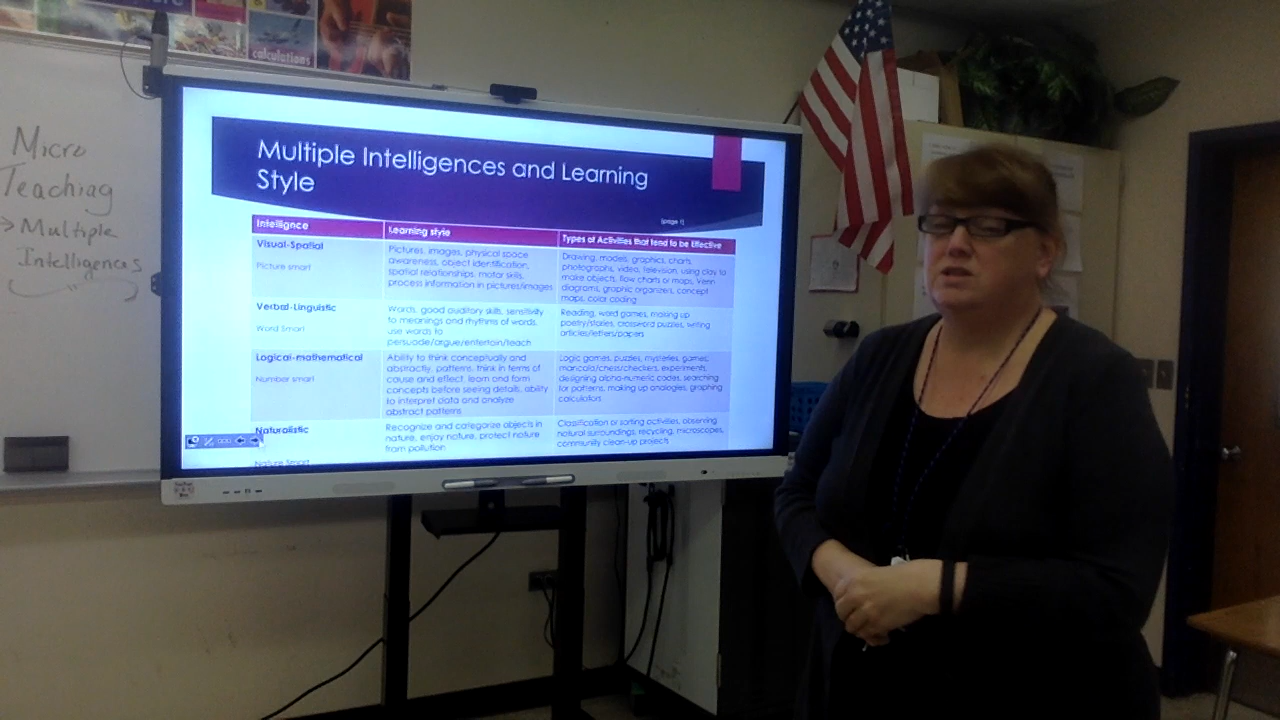 calculations
Micro
Teaching
→ Multiple
Intelligences
Multiple Intelligences and Learning
Style
(page 1)
Intelligence
Learning style
Types of Activities that tend to be Effective
Visual-Spatial
Picture smart
Pictures, images, physical space
awareness, object identification,
spatial relationships, motor skills,
process information in pictures/images
Drawing, models, graphics, charts,
photographs, video, television, using clay to
make objects, flow charts or maps, Venn
diagrams, graphic organizers, concept
maps, color coding
Verbal-Linguistic
Word Smart
Words, good auditory skills, sensitivity
to meanings and rhythms of words,
use words to
persuade/argue/entertain/teach
Reading, word games, making up
poetry/stories, crossword puzzles, writing
articles/letters/papers
Logical-mathematical
Number smart
Ability to think conceptually and
abstractly, patterns, think in terms of
cause and effect, learn and form
concepts before seeing details, ability
to interpret data and analyze
abstract patterns
Logic games, puzzles, mysteries, games,
mancala/chess/checkers, experiments,
designing alpha-numeric codes, searching
for patterns, making up analogies, graphing
calculators
Naturalistic
Nature Smart
Recognize and categorize objects in
nature, enjoy nature, protect nature
from pollution
Classification or sorting activities, observing
natural surroundings, recycling, microscopes,
community clean-up projects